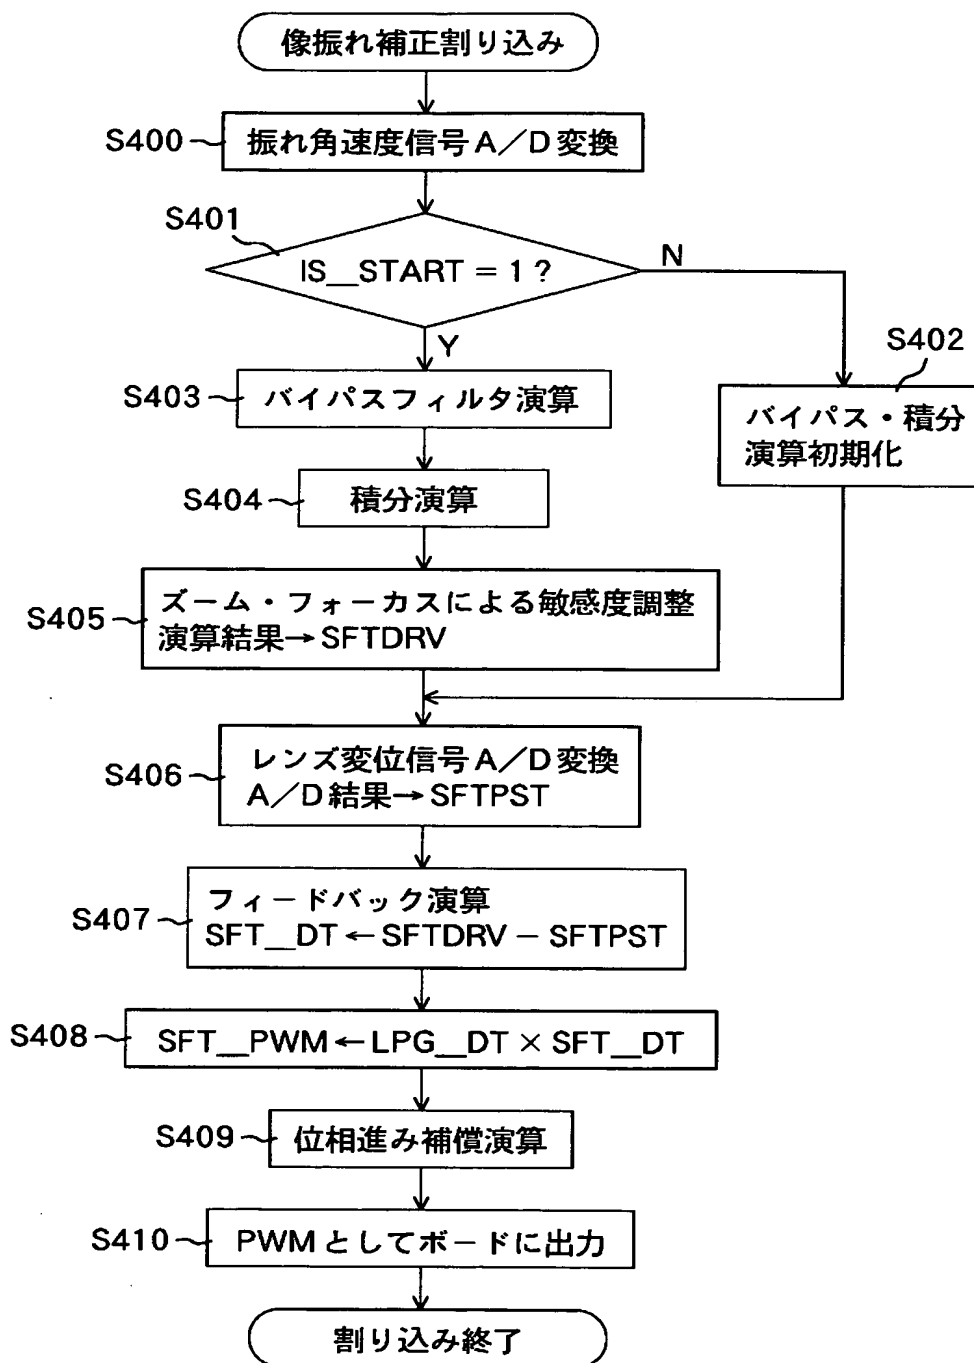 像振れ補正割り込み
S400
振れ角速度信号A／D変換
S401
IS__START = 1 ?
N
Y
S402
バイパス・積分
演算初期化
S403
バイパスフィルタ演算
S404
積分演算
S405
ズーム・フォーカスによる敏感度調整
演算結果→SFTDRV
S406
レンズ変位信号A／D変換
A／D結果→SFTPST
S407
フィードバック演算
SFT__DT←SFTDRV－SFTPST
S408
SFT__PWM←LPG__DT × SFT__DT
S409
位相進み補償演算
S410
PWMとしてボードに出力
割り込み終了